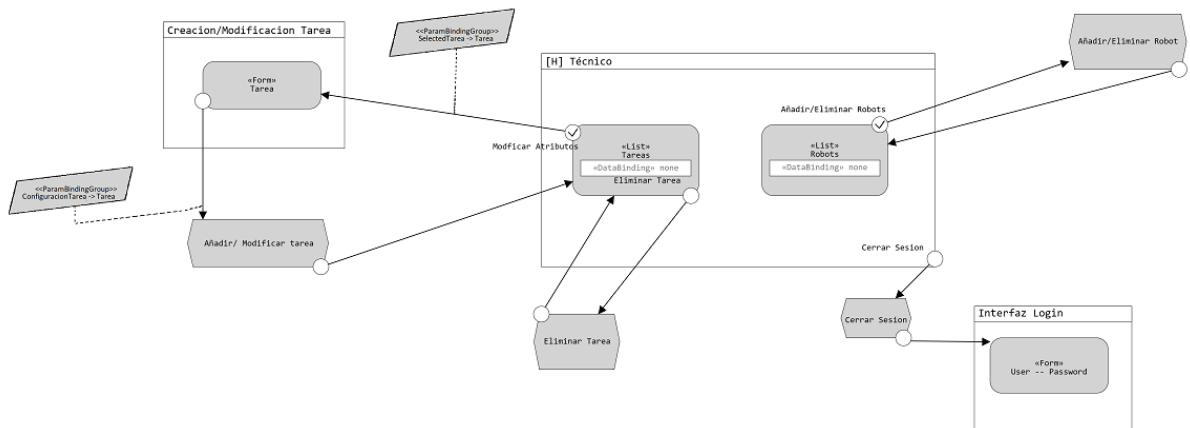 Creacion/Modificacion Tarea
«Form»
Tarea
<<ParamBindingGroup>>
SelectedTarea -> Tarea
[H] Técnico
Añadir/Eliminar Robot
Añadir/Eliminar Robots
Modficar Atributos
«List»
Tareas
«DataBinding» none
Eliminar Tarea
«List»
Robots
«DataBinding» none
<<ParamBindingGroup>>
ConfiguracionTarea -> Tarea
Añadir/ Modificar tarea
Cerrar Sesion
Eliminar Tarea
Cerrar Sesion
Interfaz Login
«Form»
User -- Password